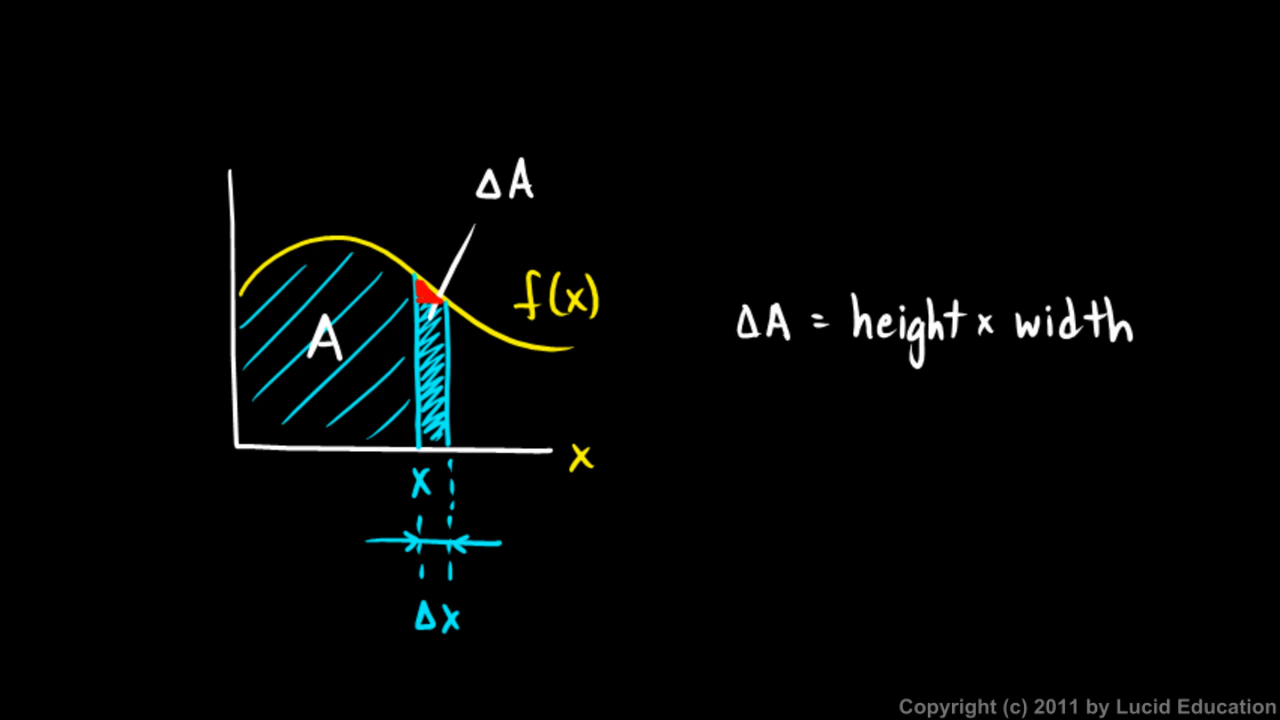 ΔA
f(x)
ΔA = height x width
A
x
x
Δx
Copyright (c) 2011 by Lucid Education